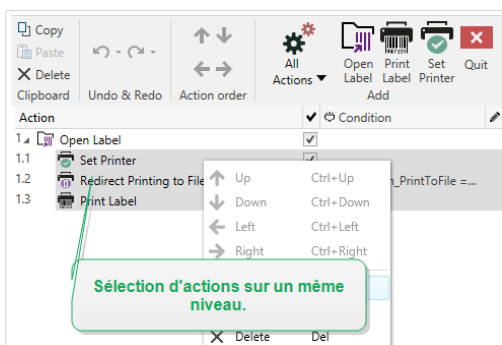 Copy
Paste
Delete
Clipboard
Undo & Redo
Action order
All
Actions
Open
Label
Print
Label
Set
Printer
Quit
Add
Action
Condition
1 Open Label
1.1 Set Printer
1.2 Redirect Printing to File
n_PrintToFile =...
1.3 Print Label
Up Ctrl+Up
Down Ctrl+Down
Left Ctrl+Left
Right Ctrl+Right
Sélection d'actions sur un même
niveau.
Delete Del